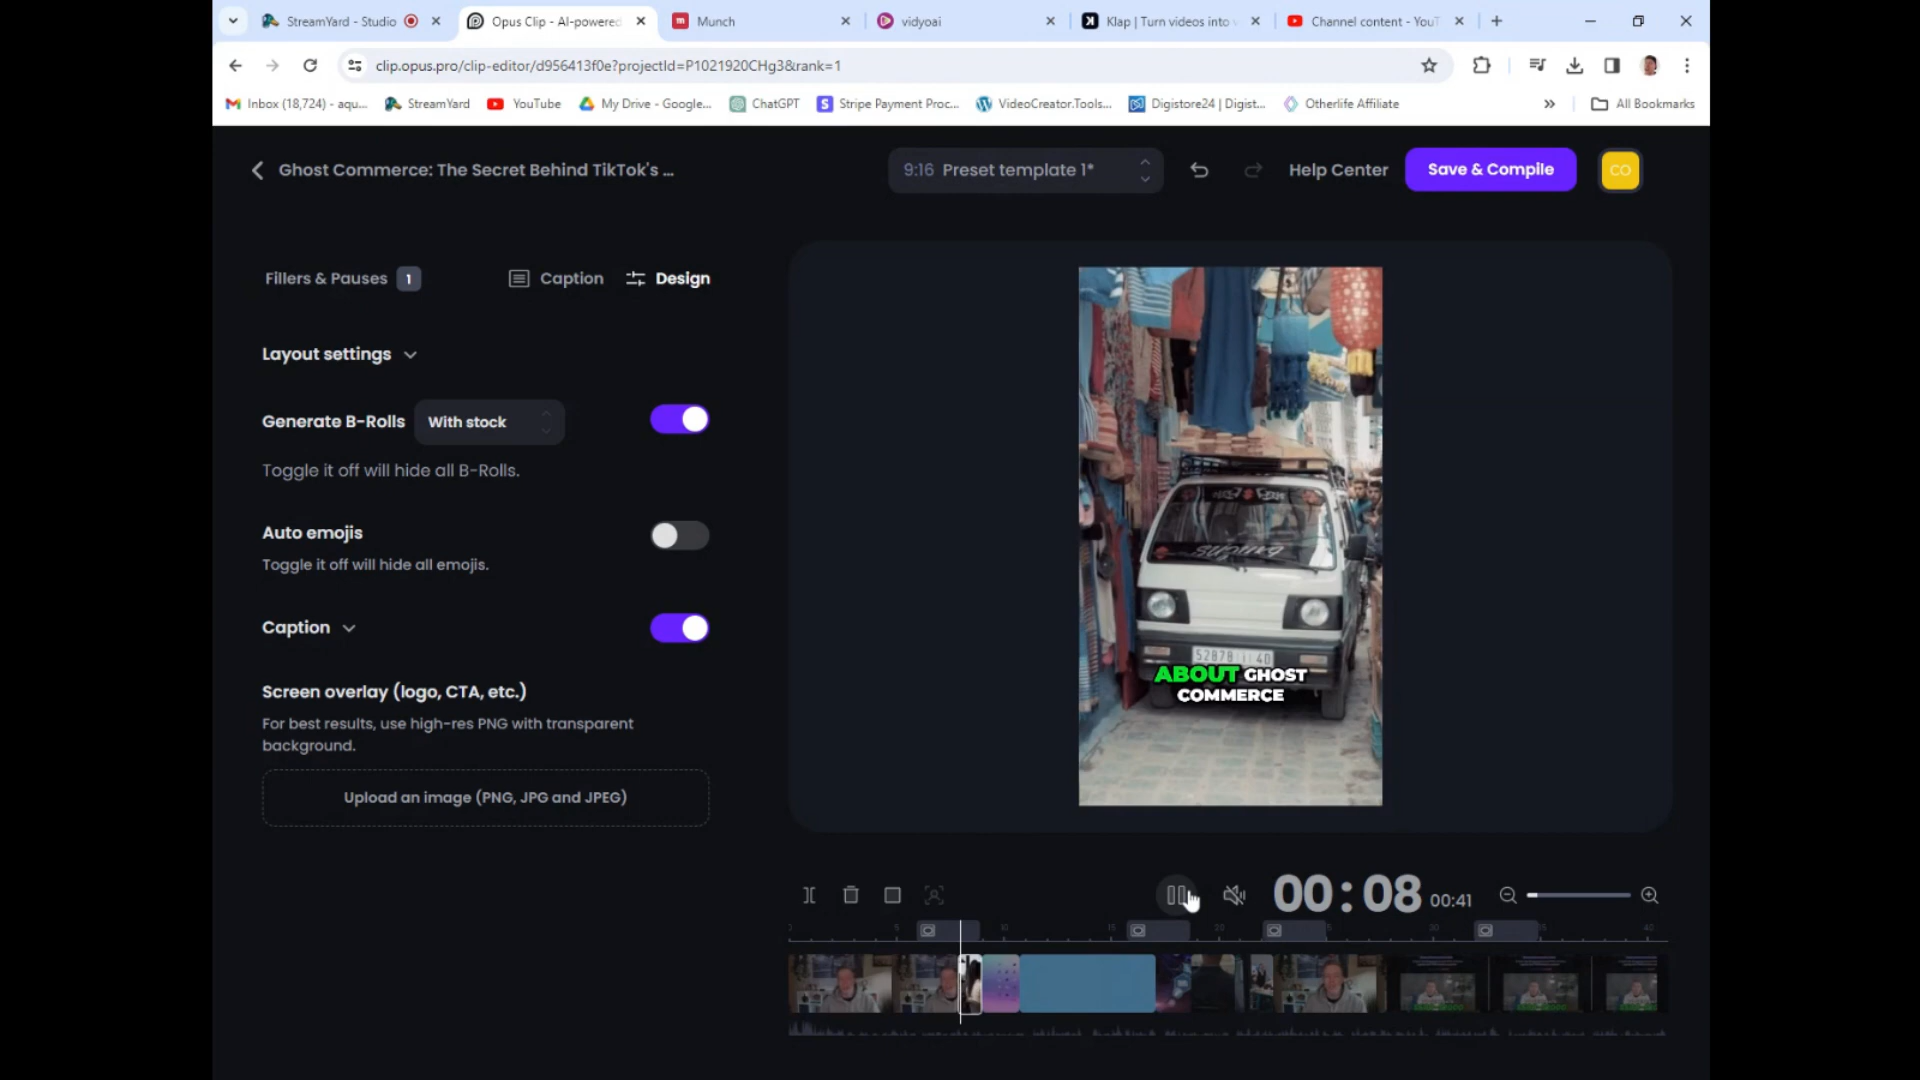 StreamYard - Studio
Opus Clip - AI-powered
Munch
vidyoai
Klap | Turn videos into v
Channel content - YouT
clip.opus.pro/clip-editor/d956413f0e?projectId=P1021920CHg3&rank=1
Inbox (18,724) - aqu...
StreamYard
YouTube
My Drive - Google...
ChatGPT
Stripe Payment Proc...
VideoCreator.Tools...
Digistore24 | Digist...
Otherlife Affiliate
All Bookmarks
Ghost Commerce: The Secret Behind TikTok's ...
9:16 Preset template 1*
Help Center
Save & Compile
CO
Fillers & Pauses 1
Caption
Design
Layout settings
Generate B-Rolls With stock
Toggle it off will hide all B-Rolls.
Auto emojis
Toggle it off will hide all emojis.
Caption
Screen overlay (logo, CTA, etc.)
For best results, use high-res PNG with transparent
background.
Upload an image (PNG, JPG and JPEG)
ABOUT GHOST
COMMERCE
00:08 00:41
5
10
15
20